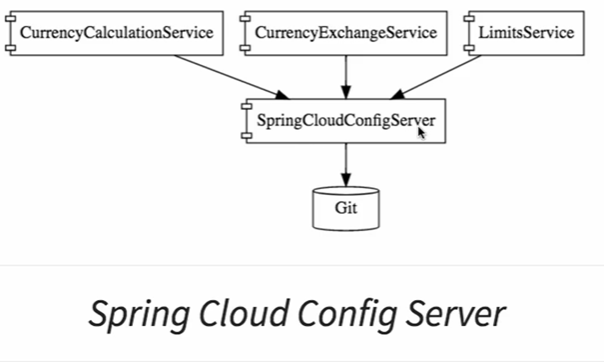 CurrencyCalculationService
CurrencyExchangeService
LimitsService
SpringCloudConfigServer
Git
Spring Cloud Config Server